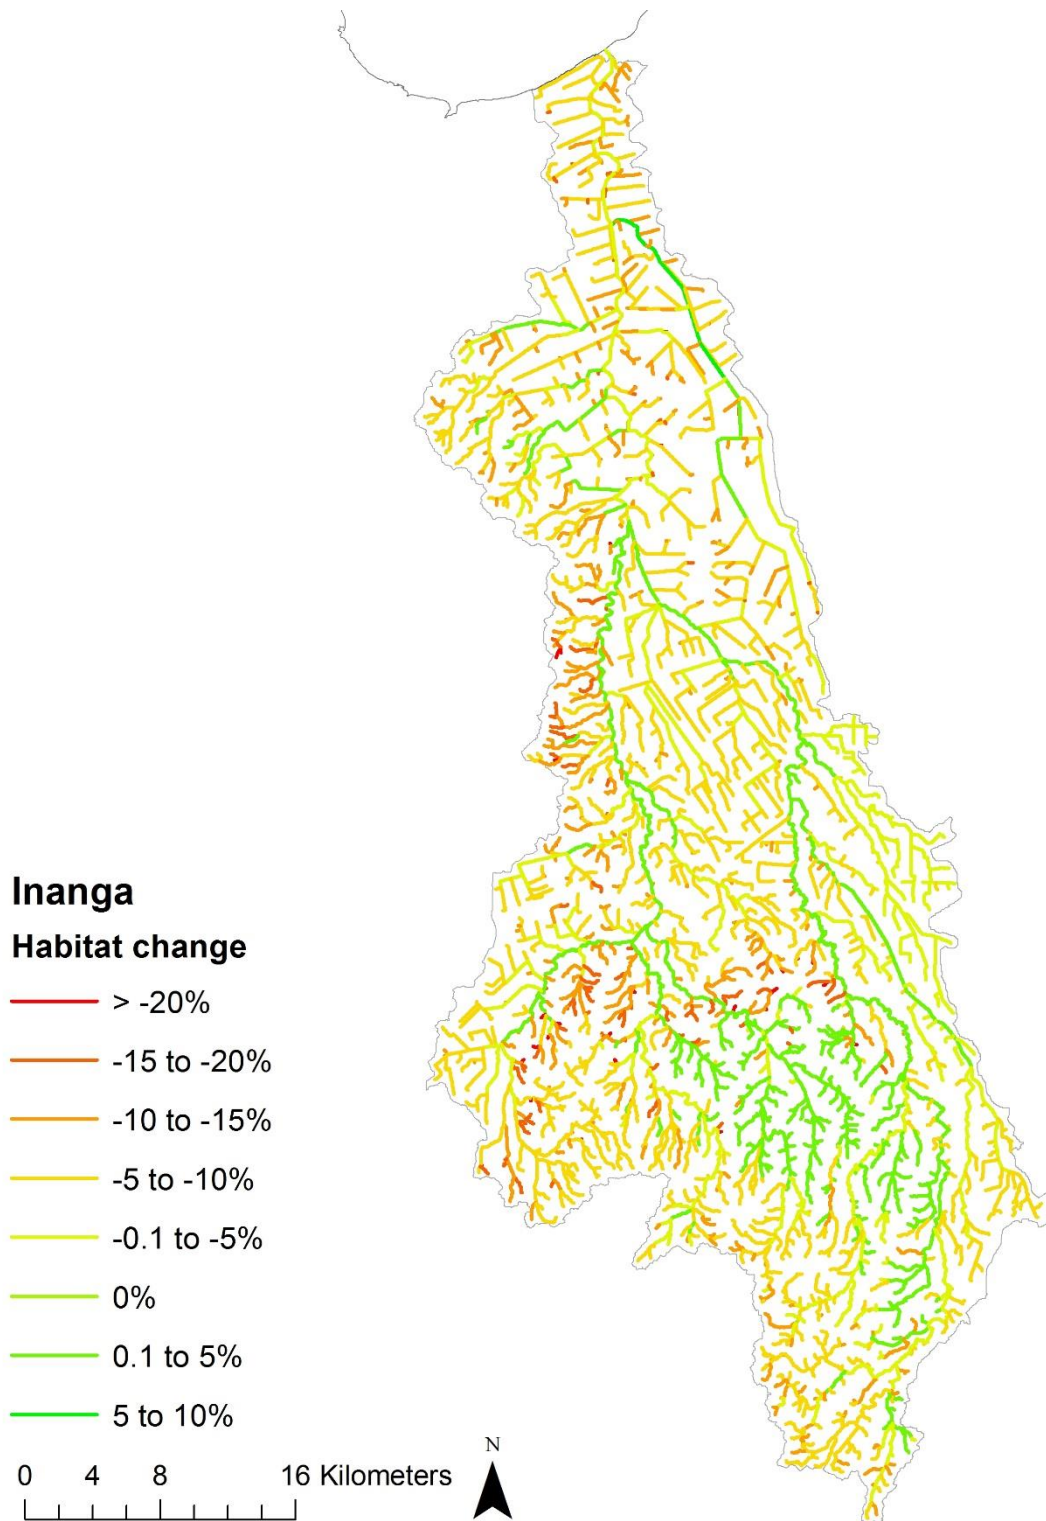 Inanga
Habitat change
> -20%
-15 to -20%
-10 to -15%
-5 to -10%
-0.1 to -5%
0%
0.1 to 5%
5 to 10%
N
0 4 8 16 Kilometers